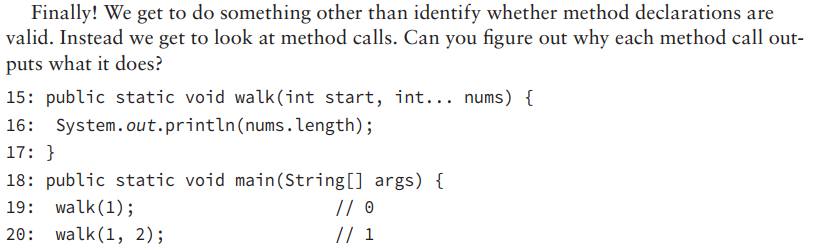 Finally! We get to do something other than identify whether method declarations are
valid. Instead we get to look at method calls. Can you figure out why each method call out-
puts what it does?
15: public static void walk(int start, int... nums) {
16:  System.out.println(nums.length);
17: }
18: public static void main(String[] args) {
19:  walk(1);                    // 0
20:  walk(1, 2);                 // 1